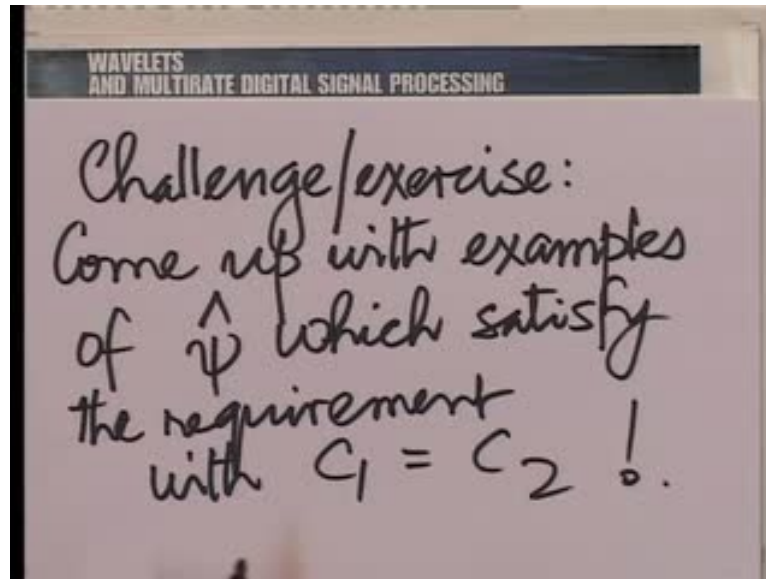 WAVELETS
AND MULTIRATE DIGITAL SIGNAL PROCESSING
Challenge/exercise:
Come up with examples
of ψ̂ which satisfy
the requirement
with C₁ = C₂ !.